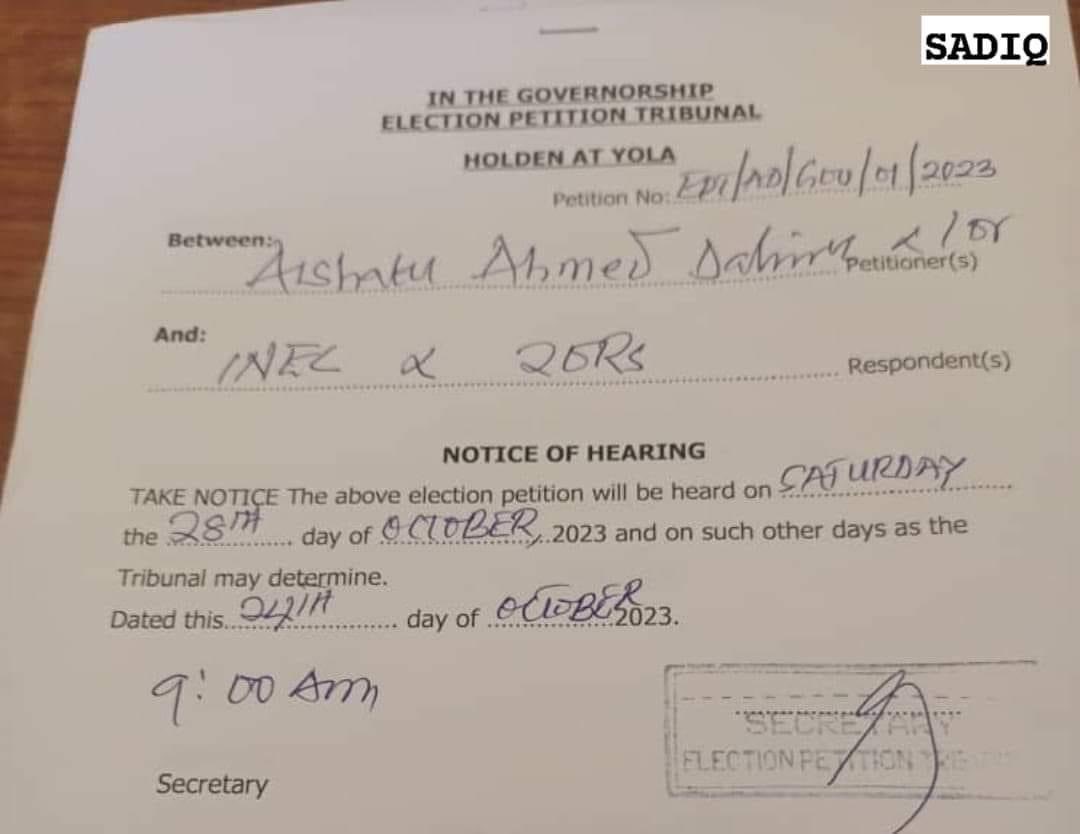 SADIQ
IN THE GOVERNORSHIP
ELECTION PETITION TRIBUNAL
HOLDEN AT YOLA
Petition No: EPT/AD/GOV/01/2023
Between: Aishatu Ahmed Dahiru & 1 or Petitioner(s)
And: INEC & 2ORS Respondent(s)
NOTICE OF HEARING
TAKE NOTICE The above election petition will be heard on SATURDAY
the 28TH day of OCTOBER, 2023 and on such other days as the
Tribunal may determine.
Dated this 24TH day of OCTOBER 2023.
9:00 Am
SECRETARY
ELECTION PETITION
Secretary